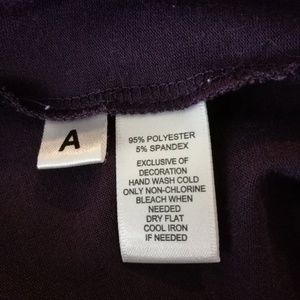 A
95% POLYESTER
5% SPANDEX
EXCLUSIVE OF
DECORATION
HAND WASH COLD
ONLY NON-CHLORINE
BLEACH WHEN
NEEDED
DRY FLAT
COOL IRON
IF NEEDED